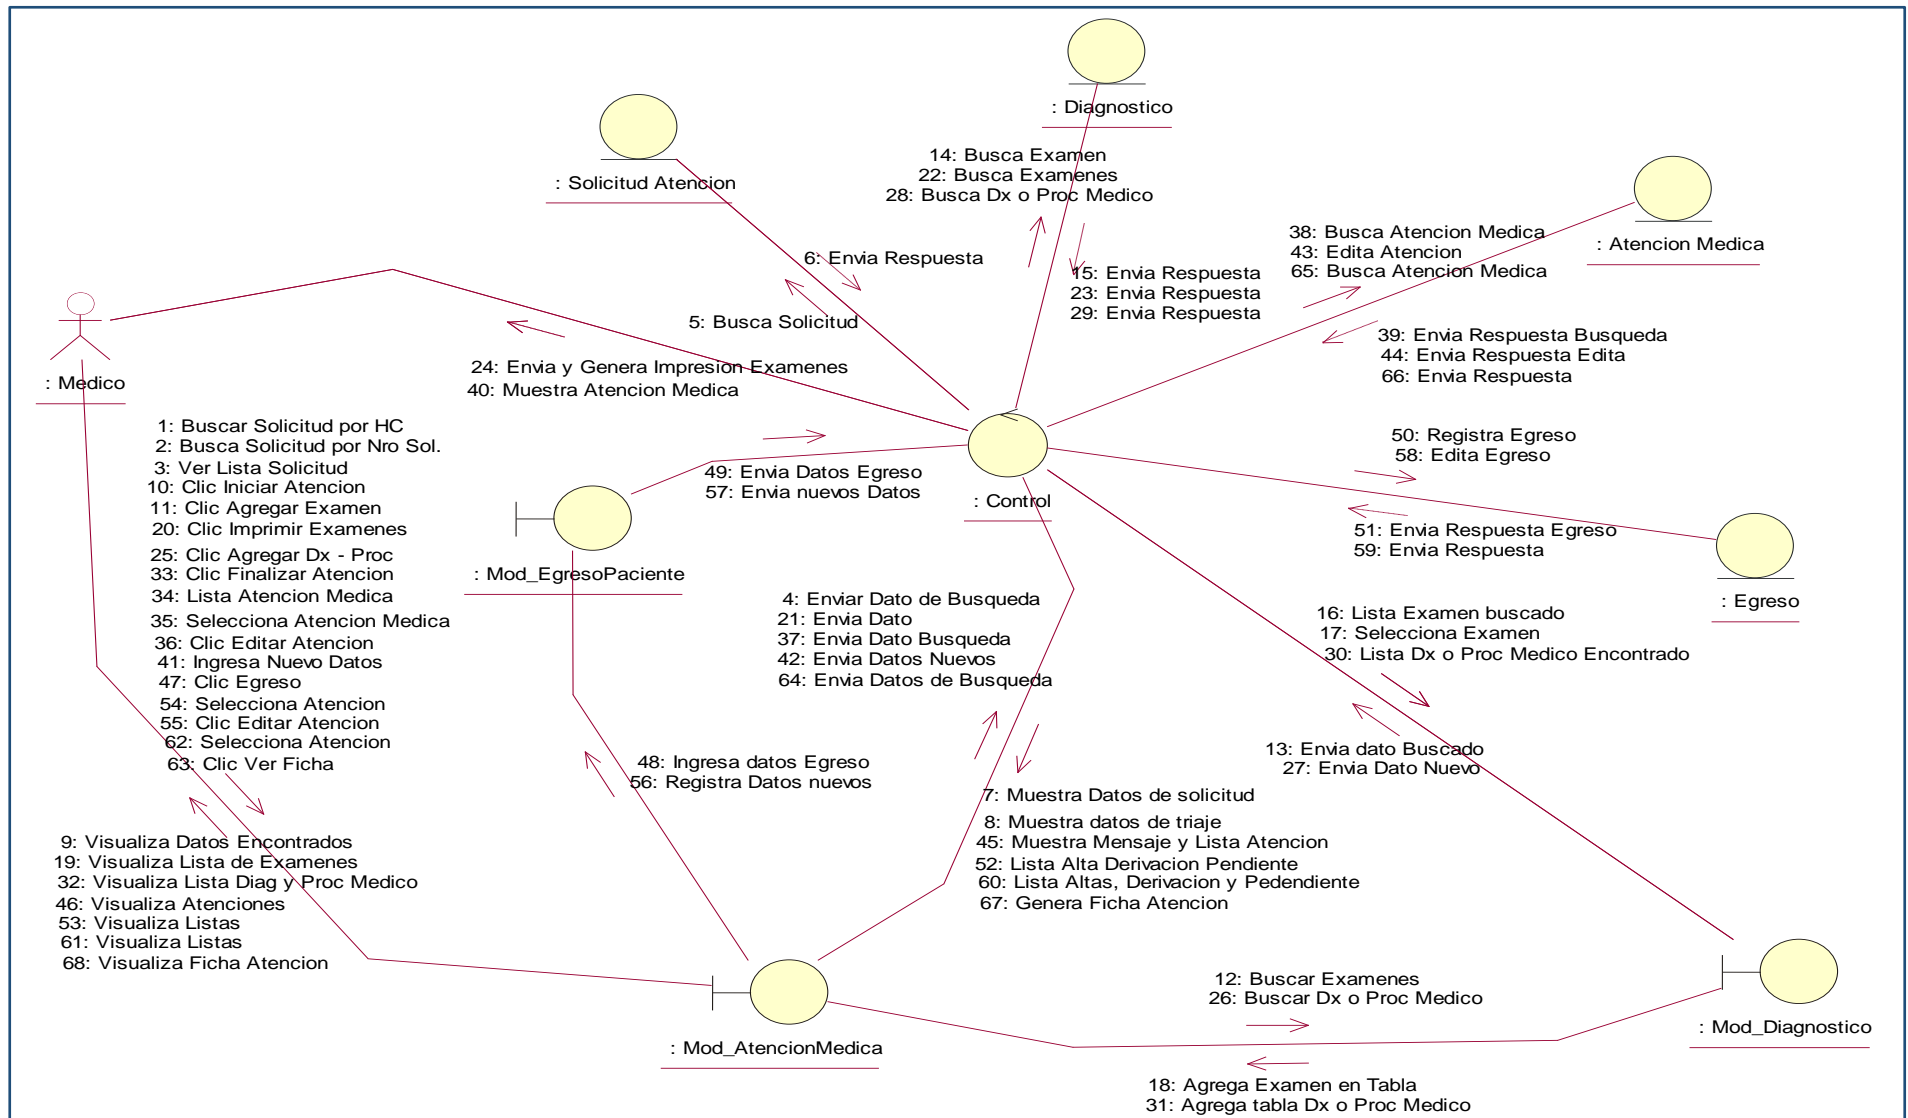 : Diagnostico
: Solicitud Atencion
14: Busca Examen
22: Busca Examenes
28: Busca Dx o Proc Medico
: Atencion Medica
38: Busca Atencion Medica
43: Edita Atencion
65: Busca Atencion Medica
6: Envia Respuesta
15: Envia Respuesta
23: Envia Respuesta
29: Envia Respuesta
5: Busca Solicitud
39: Envia Respuesta Busqueda
44: Envia Respuesta Edita
66: Envia Respuesta
: Medico
24: Envia y Genera Impresion Examenes
40: Muestra Atencion Medica
1: Buscar Solicitud por HC
2: Busca Solicitud por Nro Sol.
3: Ver Lista Solicitud
10: Clic Iniciar Atencion
11: Clic Agregar Examen
20: Clic Imprimir Examenes
25: Clic Agregar Dx - Proc
33: Clic Finalizar Atencion
34: Lista Atencion Medica
35: Selecciona Atencion Medica
36: Clic Editar Atencion
41: Ingresa Nuevo Datos
47: Clic Egreso
54: Selecciona Atencion
55: Clic Editar Atencion
62: Selecciona Atencion
63: Clic Ver Ficha
49: Envia Datos Egreso
57: Envia nuevos Datos
: Control
50: Registra Egreso
58: Edita Egreso
51: Envia Respuesta Egreso
59: Envia Respuesta
: Mod_EgresoPaciente
: Egreso
4: Enviar Dato de Busqueda
21: Envia Dato
37: Envia Dato Busqueda
42: Envia Datos Nuevos
64: Envia Datos de Busqueda
16: Lista Examen buscado
17: Selecciona Examen
30: Lista Dx o Proc Medico Encontrado
48: Ingresa datos Egreso
56: Registra Datos nuevos
13: Envia dato Buscado
27: Envia Dato Nuevo
7: Muestra Datos de solicitud
8: Muestra datos de triaje
45: Muestra Mensaje y Lista Atencion
52: Lista Alta Derivacion Pendiente
60: Lista Altas, Derivacion y Pedendiente
67: Genera Ficha Atencion
9: Visualiza Datos Encontrados
19: Visualiza Lista de Examenes
32: Visualiza Lista Diag y Proc Medico
46: Visualiza Atenciones
53: Visualiza Listas
61: Visualiza Listas
68: Visualiza Ficha Atencion
12: Buscar Examenes
26: Buscar Dx o Proc Medico
: Mod_AtencionMedica
: Mod_Diagnostico
18: Agrega Examen en Tabla
31: Agrega tabla Dx o Proc Medico